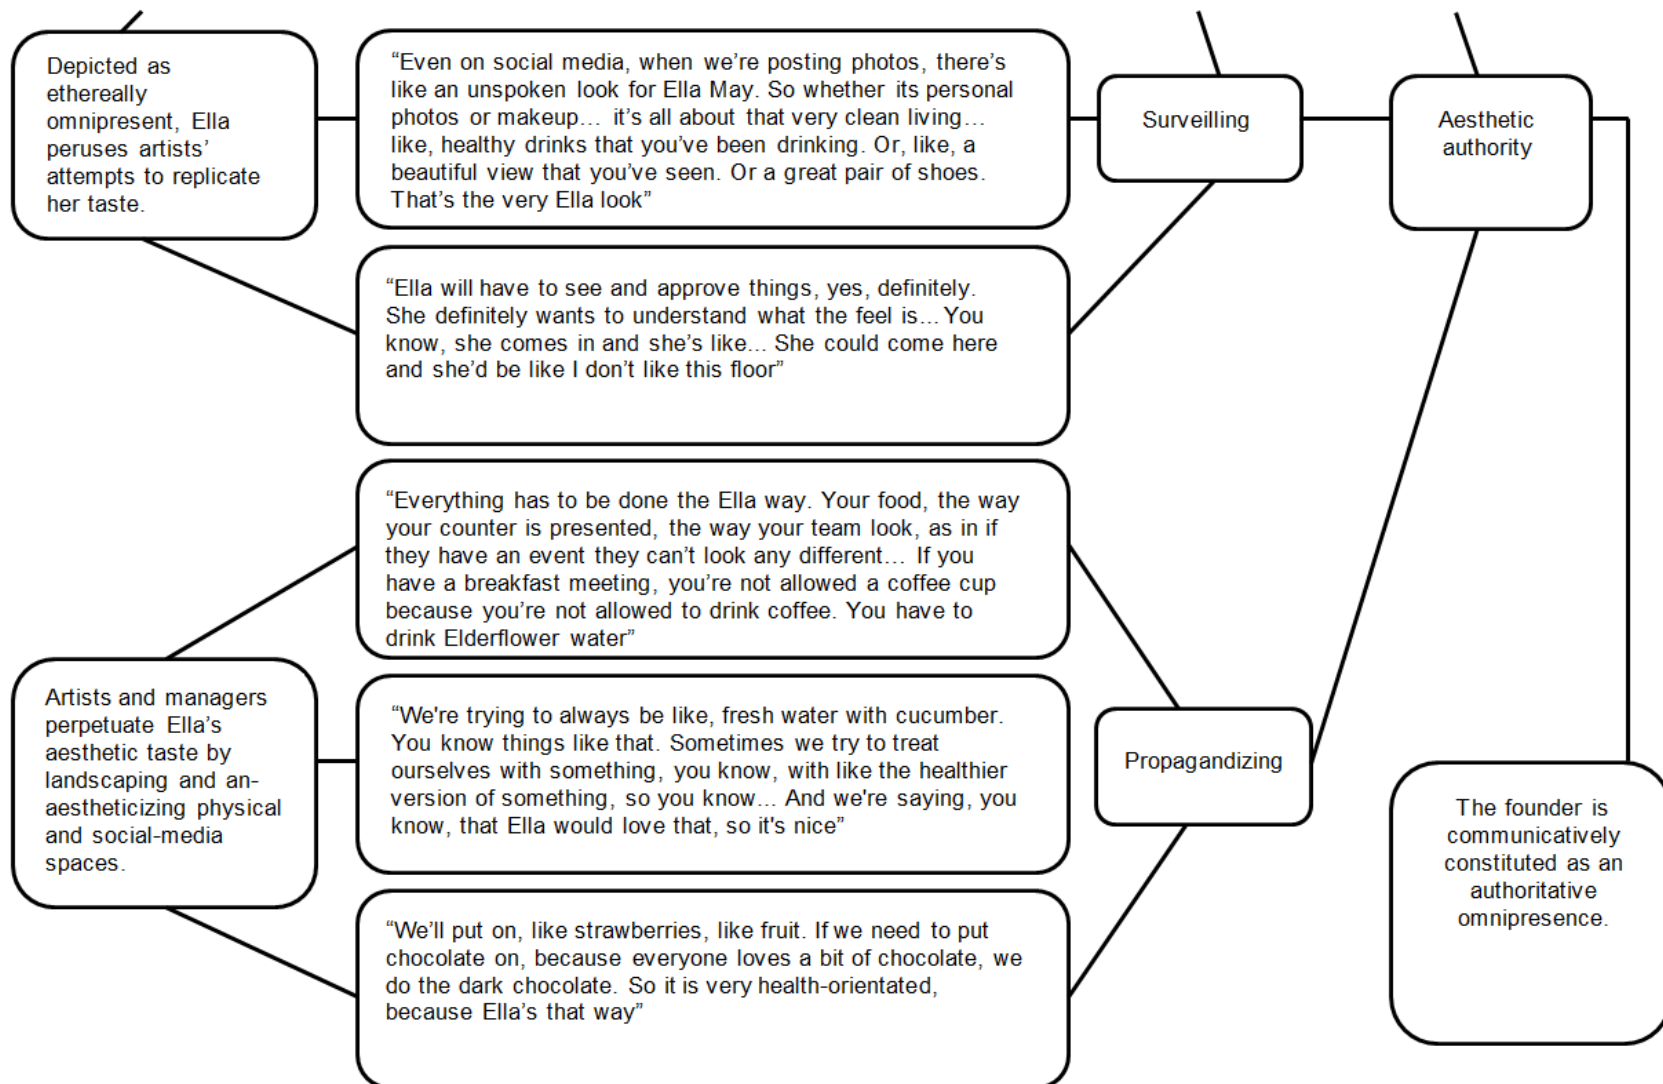 Depicted as
ethereally
omnipresent, Ella
peruses artists’
attempts to replicate
her taste.
“Even on social media, when we’re posting photos, there’s
like an unspoken look for Ella May. So whether its personal
photos or makeup... it’s all about that very clean living...
like, healthy drinks that you’ve been drinking. Or, like, a
beautiful view that you’ve seen. Or a great pair of shoes.
That’s the very Ella look”
Surveilling
Aesthetic
authority
“Ella will have to see and approve things, yes, definitely.
She definitely wants to understand what the feel is... You
know, she comes in and she’s like... She could come here
and she’d be like I don’t like this floor”
“Everything has to be done the Ella way. Your food, the way
your counter is presented, the way your team look, as in if
they have an event they can’t look any different... If you
have a breakfast meeting, you’re not allowed a coffee cup
because you’re not allowed to drink coffee. You have to
drink Elderflower water”
Artists and managers
perpetuate Ella’s
aesthetic taste by
landscaping and an-
aestheticizing physical
and social-media
spaces.
“We're trying to always be like, fresh water with cucumber.
You know things like that. Sometimes we try to treat
ourselves with something, you know, with like the healthier
version of something, so you know... And we're saying, you
know, that Ella would love that, so it's nice”
Propagandizing
The founder is
communicatively
constituted as an
authoritative
omnipresence.
“We’ll put on, like strawberries, like fruit. If we need to put
chocolate on, because everyone loves a bit of chocolate, we
do the dark chocolate. So it is very health-orientated,
because Ella’s that way”